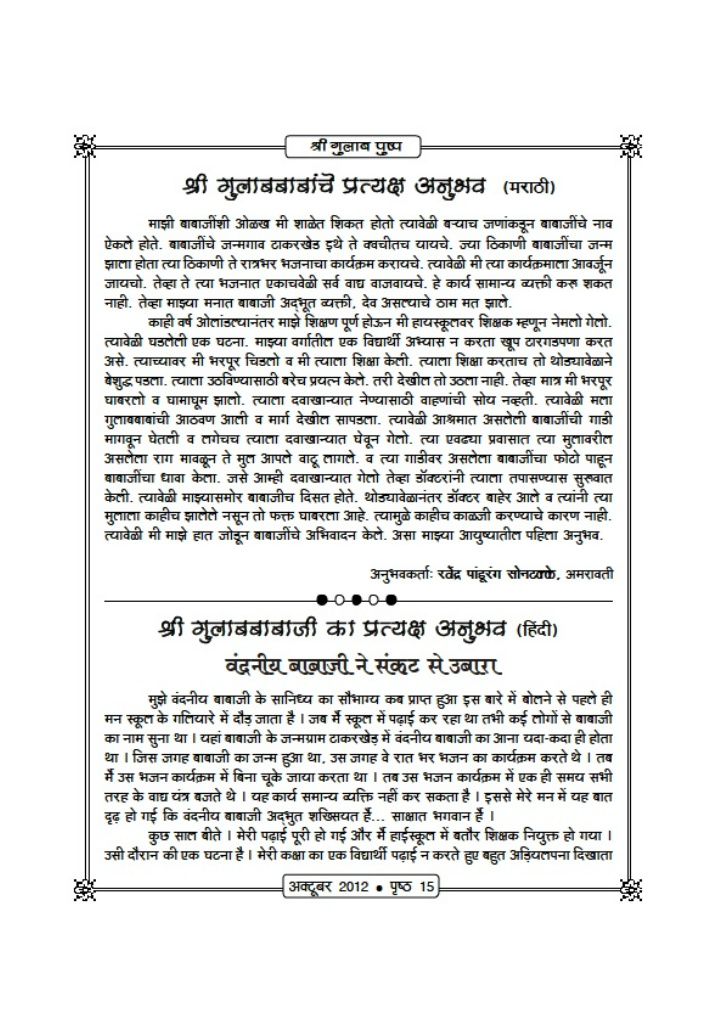 श्री गुलाब पुष्प
श्री गुलाबबाबांचे प्रत्यक्ष अनुभव (मराठी)
माझी बाबाजींशी ओळख मी शाळेत शिकत होतो त्यावेळी बऱ्याच जणांकडून बाबाजींचे नाव
ऐकले होते. बाबाजींचे जन्मगाव टाकरखेड इथे ते क्वचीतच यायचे. ज्या ठिकाणी बाबाजींचा जन्म
झाला होता त्या ठिकाणी ते रात्रभर भजनाचा कार्यक्रम करायचे. त्यावेळी मी त्या कार्यक्रमाला आवर्जून
जायचो. तेव्हा ते त्या भजनात एकाचवेळी सर्व वाद्य वाजवायचे. हे कार्य सामान्य व्यक्ती करू शकत
नाही. तेव्हा माझ्या मनात बाबाजी अद्भूत व्यक्ती, देव असल्याचे ठाम मत झाले.
काही वर्ष ओलांडल्यानंतर माझे शिक्षण पूर्ण होऊन मी हायस्कूलवर शिक्षक म्हणून नेमलो गेलो.
त्यावेळी घडलेली एक घटना. माझ्या वर्गातील एक विद्यार्थी अभ्यास न करता खूप टारगडपणा करत
असे. त्याच्यावर मी भरपूर चिडलो व मी त्याला शिक्षा केली. त्याला शिक्षा करताच तो थोड्यावेळाने
बेशुद्ध पडला. त्याला उठविण्यासाठी बरेच प्रयत्न केले. तरी देखील तो उठला नाही. तेव्हा मात्र मी भरपूर
घाबरलो व घामाघूम झालो. त्याला दवाखान्यात नेण्यासाठी वाहणांची सोय नव्हती. त्यावेळी मला
गुलाबबाबांची आठवण आली व मार्ग देखील सापडला. त्यावेळी आश्रमात असलेली बाबाजींची गाडी
मागवून घेतली व लगेचच त्याला दवाखान्यात घेवून गेलो. त्या एवढ्या प्रवासात त्या मुलावरील
असलेला राग मावळून ते मुल आपले वाटू लागले. व त्या गाडीवर असलेला बाबाजींचा फोटो पाहून
बाबाजींचा धावा केला. जसे आम्ही दवाखान्यात गेलो तेव्हा डॉक्टरांनी त्याला तपासण्यास सुरुवात
केली. त्यावेळी माझ्यासमोर बाबाजीच दिसत होते. थोड्यावेळानंतर डॉक्टर बाहेर आले व त्यांनी त्या
मुलाला काहीच झालेले नसून तो फक्त घाबरला आहे. त्यामुळे काहीच काळजी करण्याचे कारण नाही.
त्यावेळी मी माझे हात जोडून बाबाजींचे अभिवादन केले. असा माझ्या आयुष्यातील पहिला अनुभव.
अनुभवकर्ताः रवेंद्र पांडूरंग सोनटक्के, अमरावती
श्री गुलाबबाबाजी का प्रत्यक्ष अनुभव (हिंदी)
वंदनीय बाबाजी ने संकट से उबारा
मुझे वंदनीय बाबाजी के सानिध्य का सौभाग्य कब प्राप्त हुआ इस बारे में बोलने से पहले ही
मन स्कूल के गलियारे में दौड़ जाता है । जब मैं स्कूल में पढ़ाई कर रहा था तभी कई लोगों से बाबाजी
का नाम सुना था । यहां बाबाजी के जन्मग्राम टाकरखेड़ में वंदनीय बाबाजी का आना यदा-कदा ही होता
था । जिस जगह बाबाजी का जन्म हुआ था, उस जगह वे रात भर भजन का कार्यक्रम करते थे । तब
मैं उस भजन कार्यक्रम में बिना चूके जाया करता था । तब उस भजन कार्यक्रम में एक ही समय सभी
तरह के वाद्य यंत्र बजते थे । यह कार्य समान्य व्यक्ति नहीं कर सकता है । इससे मेरे मन में यह बात
दृढ़ हो गई कि वंदनीय बाबाजी अद्भुत शख्सियत हैं... साक्षात भगवान हैं ।
कुछ साल बीते । मेरी पढ़ाई पूरी हो गई और मैं हाईस्कूल में बतौर शिक्षक नियुक्त हो गया ।
उसी दौरान की एक घटना है । मेरी कक्षा का एक विद्यार्थी पढ़ाई न करते हुए बहुत अड़ियलपना दिखाता
अक्टूबर 2012 ● पृष्ठ 15